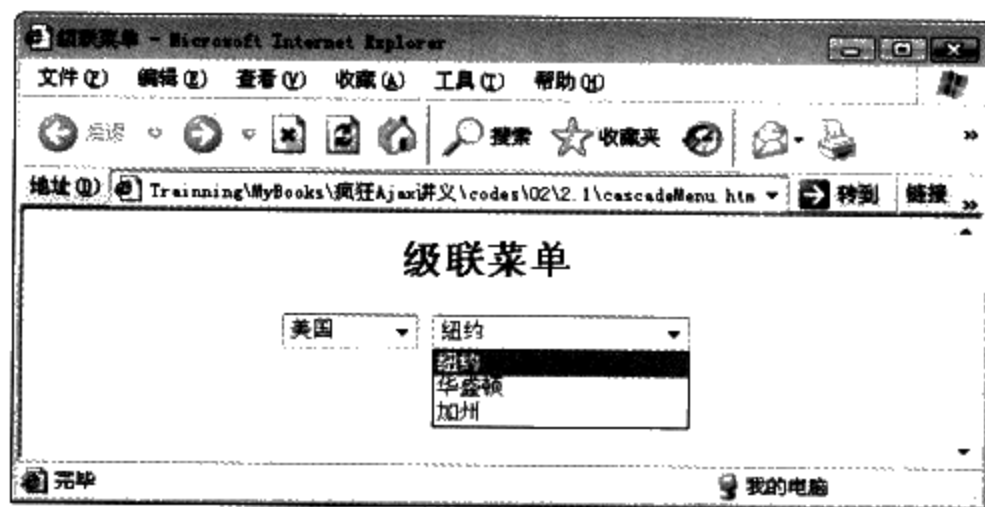 级联菜单 - Microsoft Internet Explorer
文件(F) 编辑(E) 查看(V) 收藏(A) 工具(T) 帮助(H)
后退 搜索 收藏夹 »
地址(D) Trainning\MyBooks\疯狂Ajax讲义\codes\02\2.1\cascadeMenu.htm 转到 链接 »
级联菜单
美国 纽约
纽约
华盛顿
加州
完毕 我的电脑